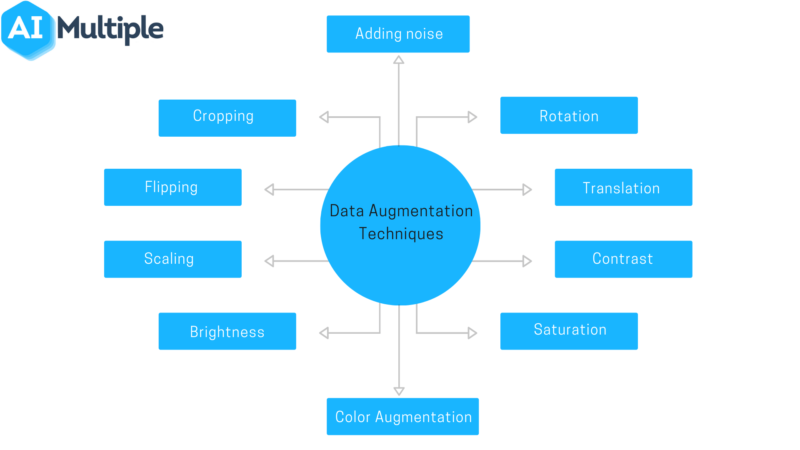 AI Multiple
Adding noise
Cropping
Rotation
Flipping
Translation
Data Augmentation
Techniques
Scaling
Contrast
Brightness
Saturation
Color Augmentation